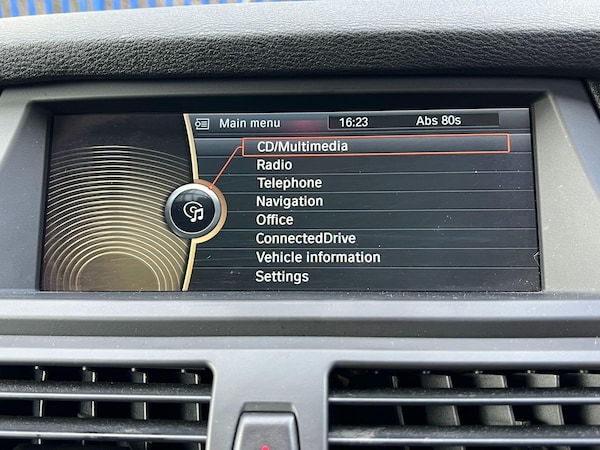 Main menu 16:23 Abs 80s
CD/Multimedia
Radio
Telephone
Navigation
Office
ConnectedDrive
Vehicle information
Settings